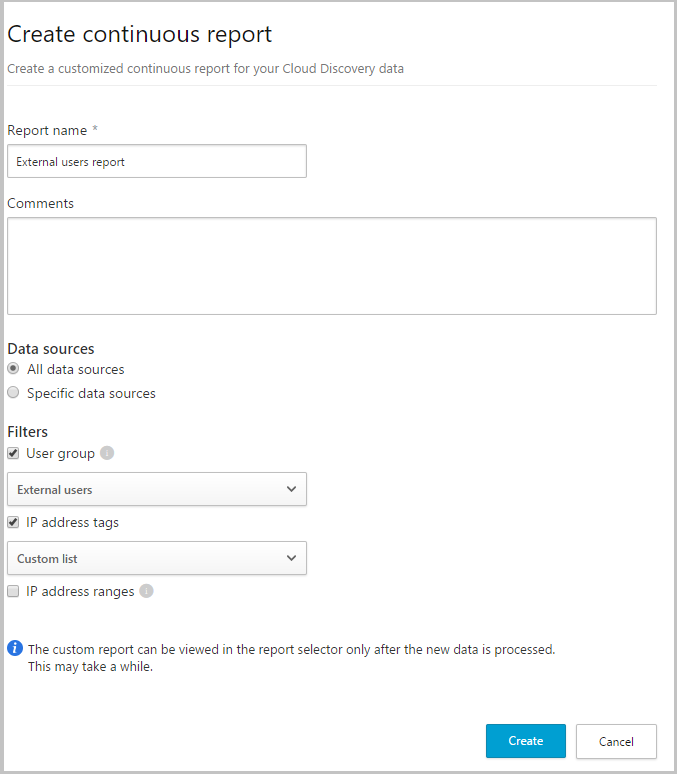 Create continuous report
Create a customized continuous report for your Cloud Discovery data
Report name *
External users report
Comments
Data sources
All data sources
Specific data sources
Filters
User group
External users
IP address tags
Custom list
IP address ranges
The custom report can be viewed in the report selector only after the new data is processed.
This may take a while.
Create Cancel